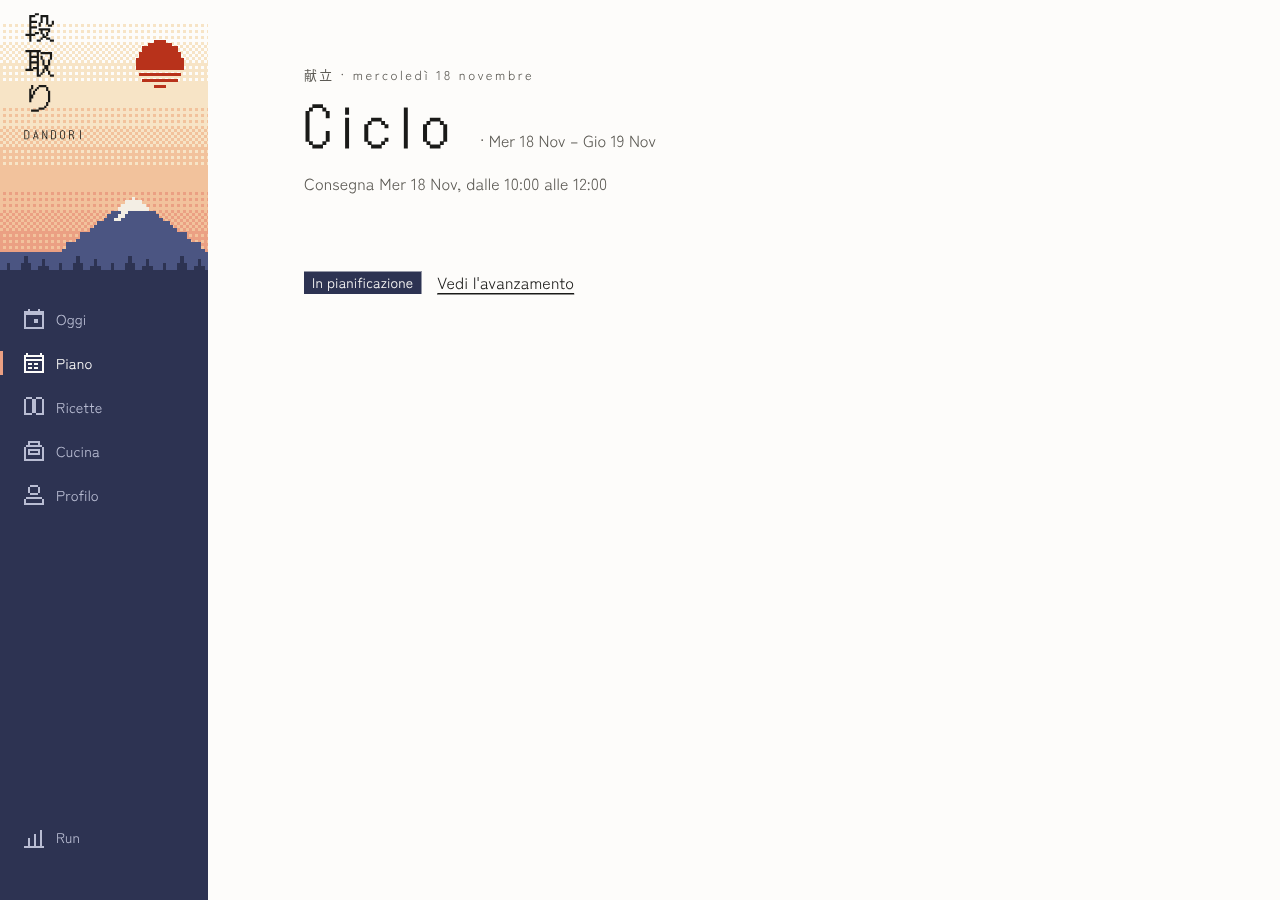 段取り
DANDORI
Oggi
Piano
Ricette
Cucina
Profilo
Run
献立 · mercoledì 18 novembre
Ciclo · Mer 18 Nov – Gio 19 Nov
Consegna Mer 18 Nov, dalle 10:00 alle 12:00
In pianificazione Vedi l'avanzamento